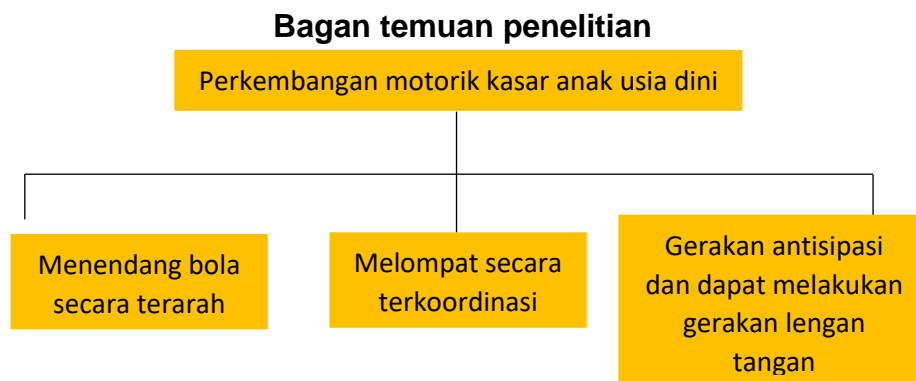 Bagan temuan penelitian
Perkembangan motorik kasar anak usia dini
Menendang bola
secara terarah
Melompat secara
terkoordinasi
Gerakan antisipasi
dan dapat melakukan
gerakan lengan
tangan